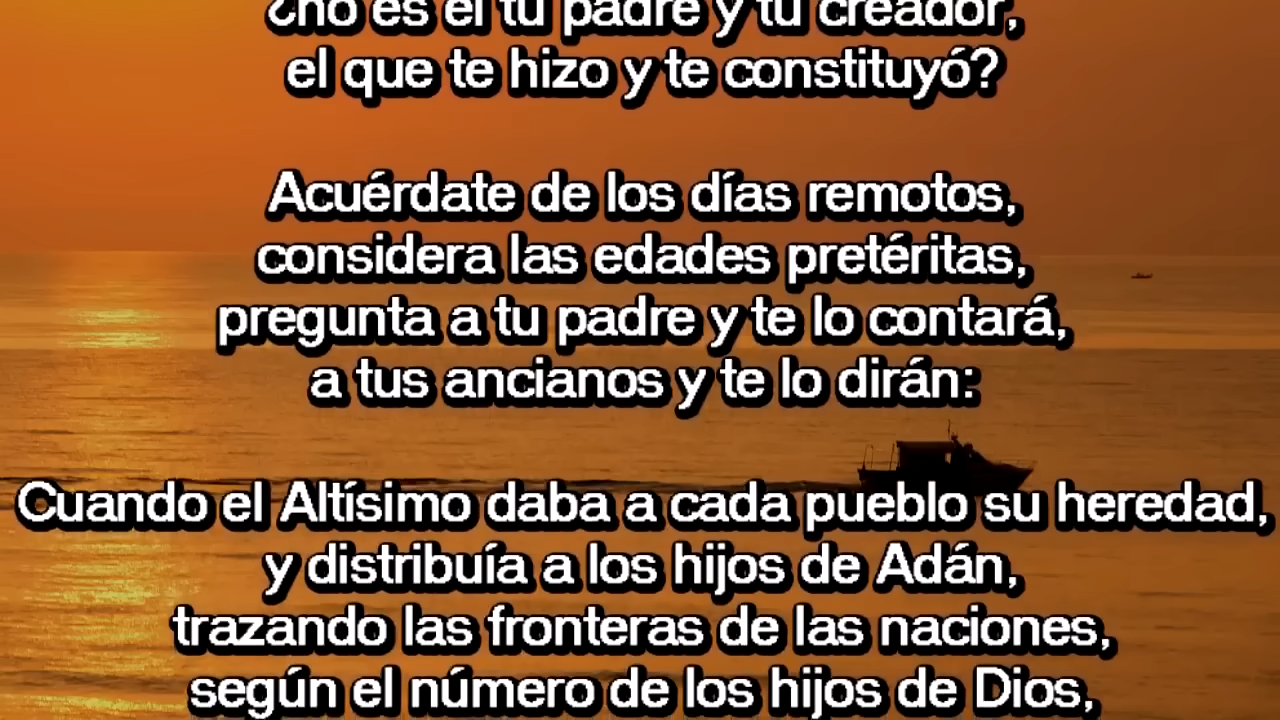 ¿no es él tu padre y tu creador,
el que te hizo y te constituyó?
Acuérdate de los días remotos,
considera las edades pretéritas,
pregunta a tu padre y te lo contará,
a tus ancianos y te lo dirán:
Cuando el Altísimo daba a cada pueblo su heredad,
y distribuía a los hijos de Adán,
trazando las fronteras de las naciones,
según el número de los hijos de Dios,